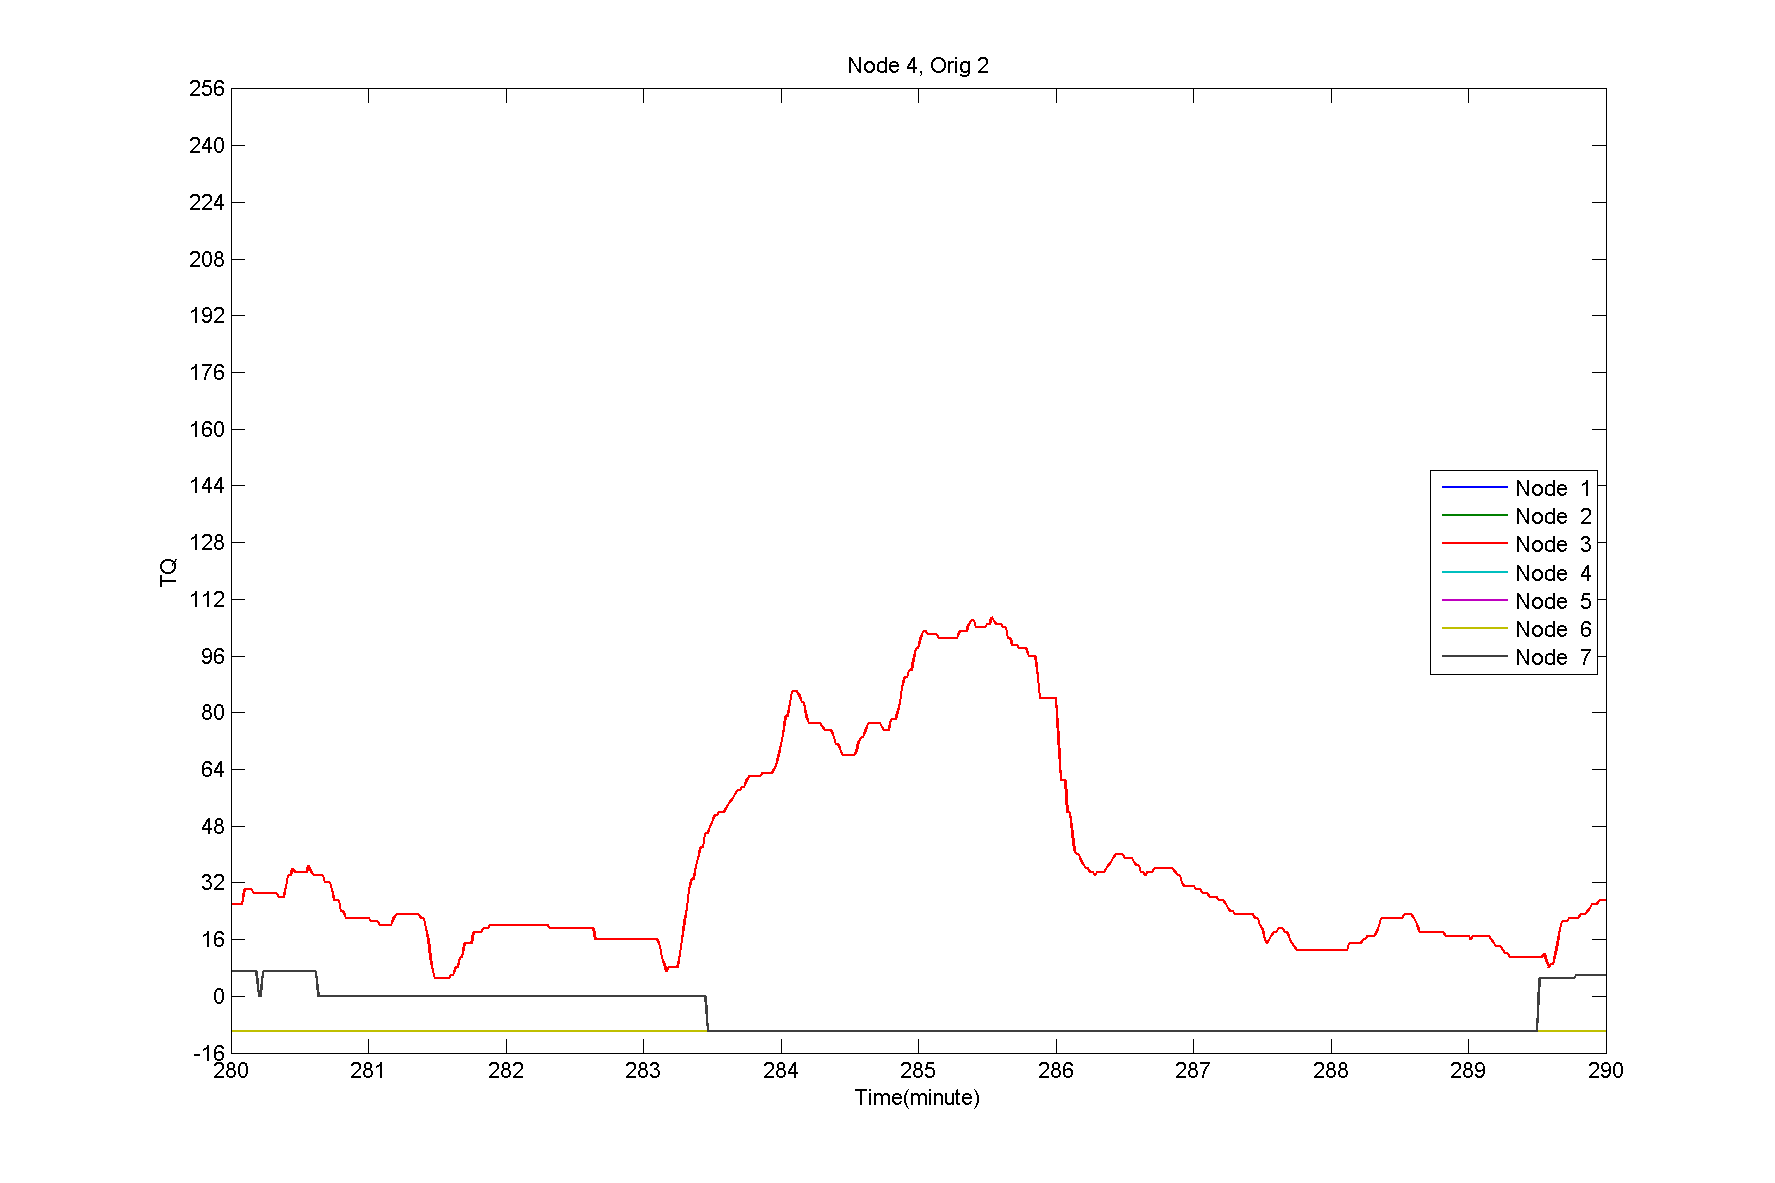 Node 4, Orig 2
256
240
224
208
192
176
160
144
128
112
96
80
64
48
32
16
0
-16
TQ
Node 1
Node 2
Node 3
Node 4
Node 5
Node 6
Node 7
280 281 282 283 284 285 286 287 288 289 290
Time(minute)